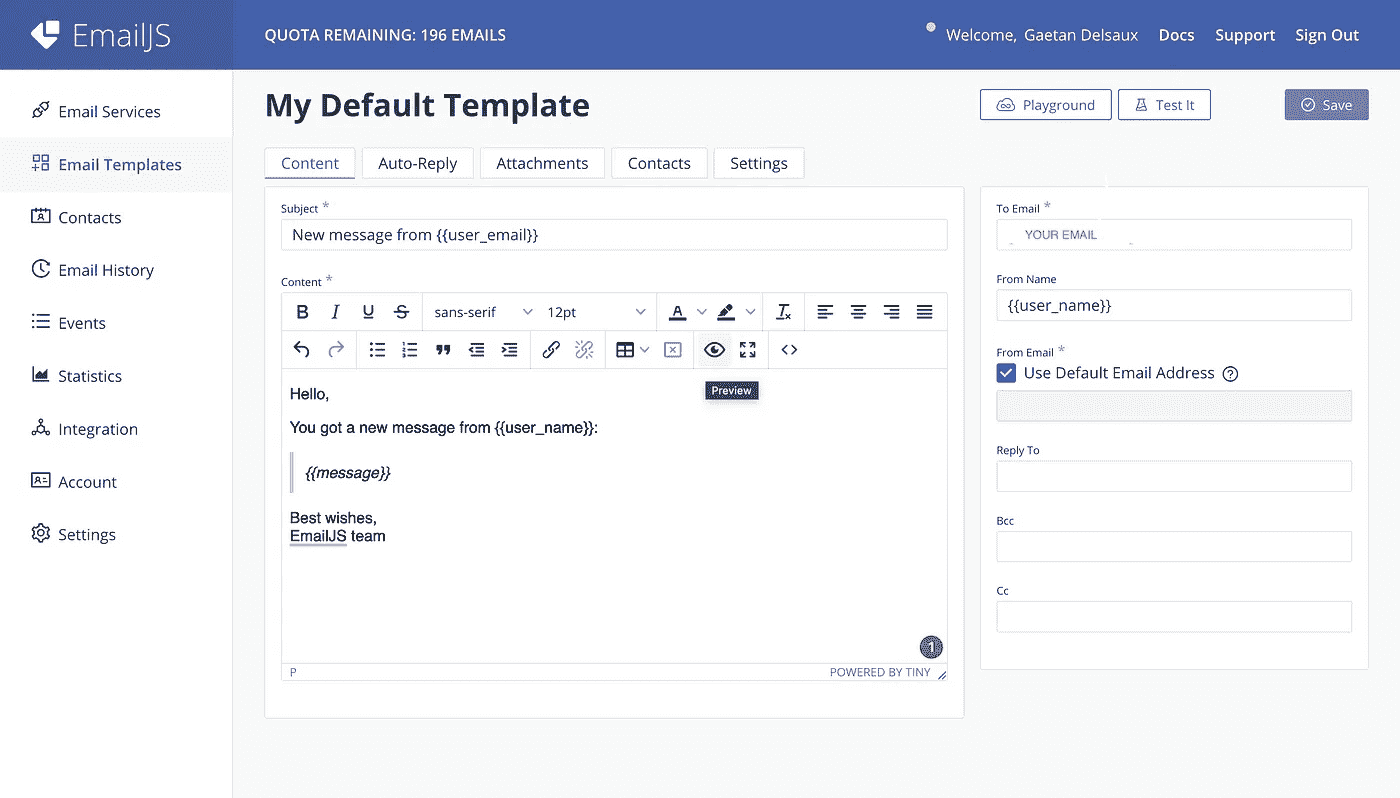 EmailJS
QUOTA REMAINING: 196 EMAILS
Welcome, Gaetan Delsaux Docs Support Sign Out
Email Services
Email Templates
Contacts
Email History
Events
Statistics
Integration
Account
Settings
My Default Template
Playground Test It Save
Content Auto-Reply Attachments Contacts Settings
Subject *
New message from {{user_email}}
Content *
B I U S sans-serif 12pt A
Preview
Hello,
You got a new message from {{user_name}}:
{{message}}
Best wishes,
EmailJS team
1
P POWERED BY TINY
To Email *
YOUR EMAIL
From Name
{{user_name}}
From Email *
Use Default Email Address ?
Reply To
Bcc
Cc